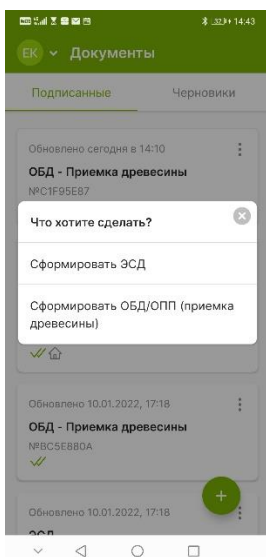 14:43
ЕК Документы
Подписанные Черновики
Обновлено сегодня в 14:10
ОБД - Приемка древесины
№C1F95E87
Что хотите сделать?
Сформировать ЭСД
Сформировать ОБД/ОПП (приемка
древесины)
Обновлено 10.01.2022, 17:18
ОБД - Приемка древесины
№BC5E880A
Обновлено 10.01.2022, 17:18